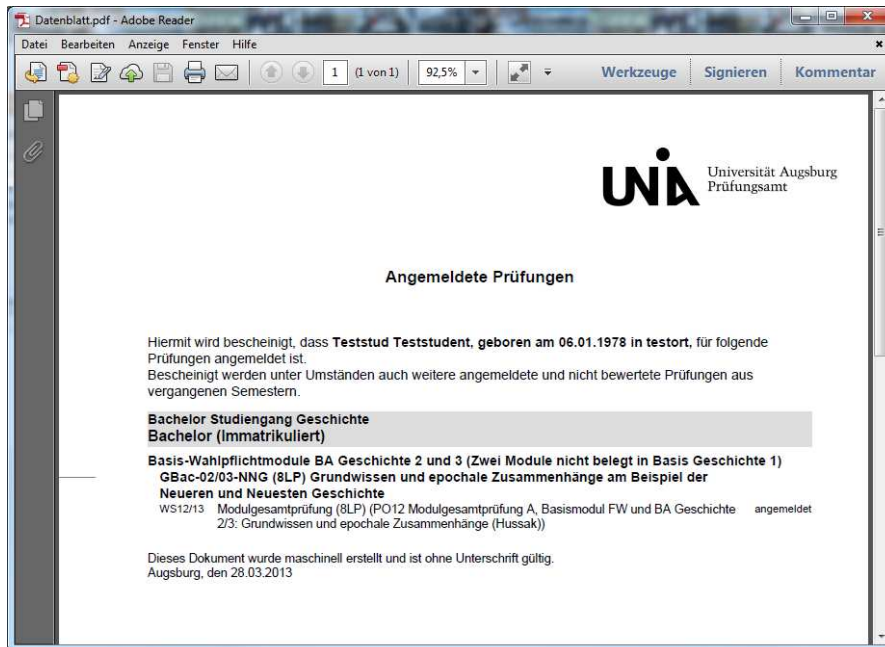 Datenblatt.pdf - Adobe Reader
Datei Bearbeiten Anzeige Fenster Hilfe
1 (1 von 1) 92,5% Werkzeuge Signieren Kommentar
UNIA Universität Augsburg
Prüfungsamt
Angemeldete Prüfungen
Hiermit wird bescheinigt, dass Teststud Teststudent, geboren am 06.01.1978 in testort, für folgende
Prüfungen angemeldet ist.
Bescheinigt werden unter Umständen auch weitere angemeldete und nicht bewertete Prüfungen aus
vergangenen Semestern.
Bachelor Studiengang Geschichte
Bachelor (Immatrikuliert)
Basis-Wahlpflichtmodule BA Geschichte 2 und 3 (Zwei Module nicht belegt in Basis Geschichte 1)
GBac-02/03-NNG (8LP) Grundwissen und epochale Zusammenhänge am Beispiel der
Neueren und Neuesten Geschichte
WS12/13 Modulgesamtprüfung (8LP) (PO12 Modulgesamtprüfung A, Basismodul FW und BA Geschichte angemeldet
2/3: Grundwissen und epochale Zusammenhänge (Hussak))
Dieses Dokument wurde maschinell erstellt und ist ohne Unterschrift gültig.
Augsburg, den 28.03.2013